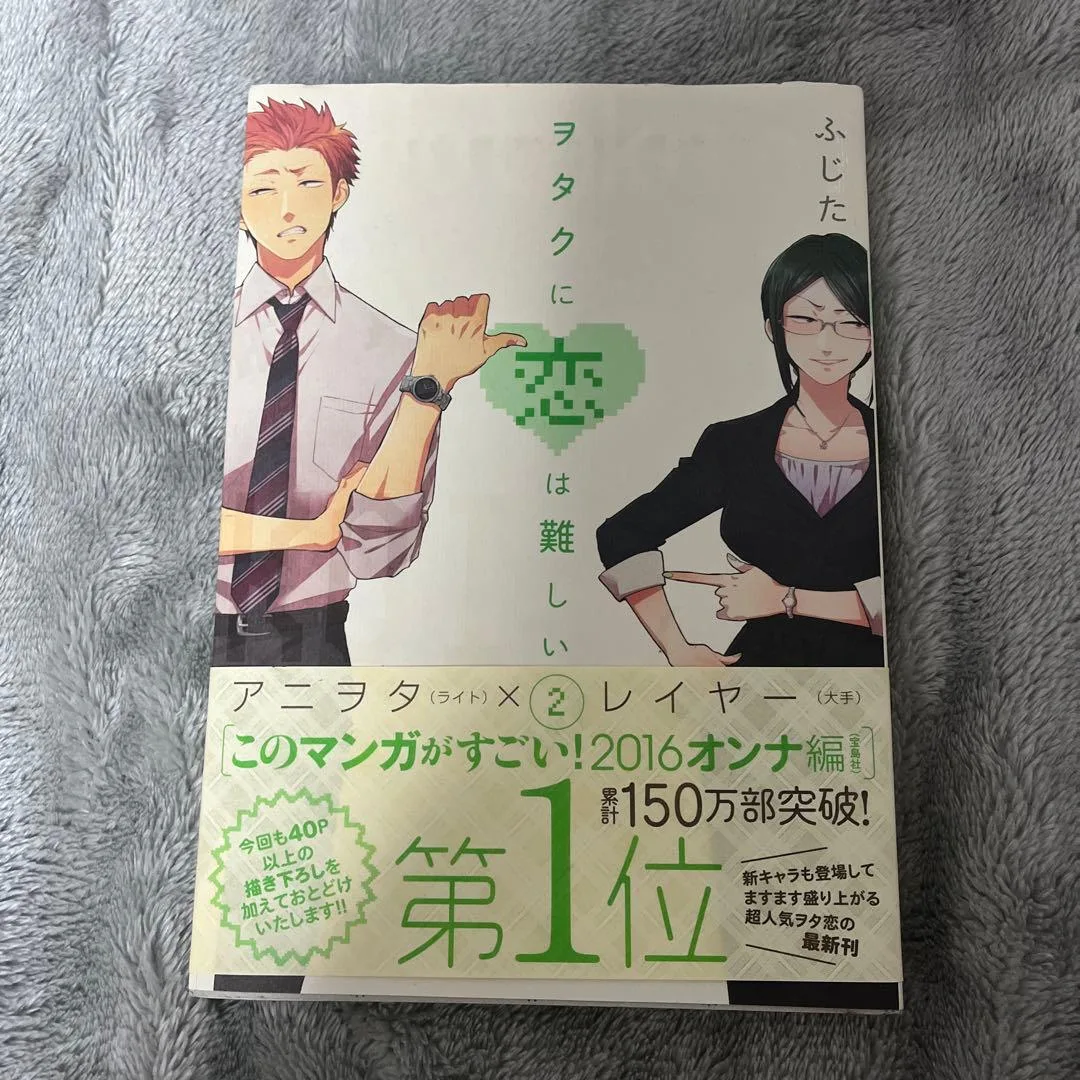 ヲタクに恋は難しい
ふじた
アニヲタ(ライト)×②レイヤー(大手)
[このマンガがすごい!2016オンナ編(宝島社)]
累計150万部突破!
第1位
今回も40P
以上の
描き下ろしを
加えておとどけ
いたします!!
新キャラも登場して
ますます盛り上がる
超人気ヲタ恋の
最新刊